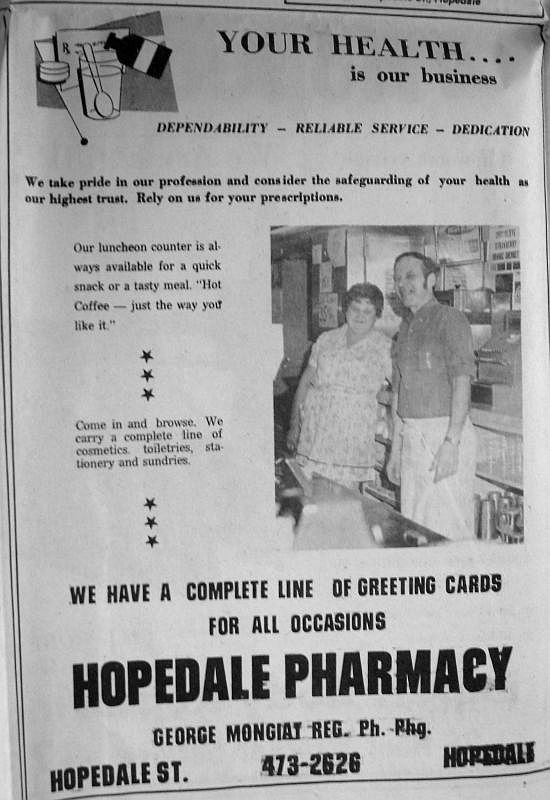 Hopedale
Rx
YOUR HEALTH....
is our business
DEPENDABILITY — RELIABLE SERVICE — DEDICATION
We take pride in our profession and consider the safeguarding of your health as
our highest trust. Rely on us for your prescriptions.
Our luncheon counter is al-
ways available for a quick
snack or a tasty meal. "Hot
Coffee — just the way you
like it."
Come in and browse. We
carry a complete line of
cosmetics. toiletries, sta-
tionery and sundries.
WE HAVE A COMPLETE LINE OF GREETING CARDS
FOR ALL OCCASIONS
HOPEDALE PHARMACY
GEORGE MONGIAT REG. Ph. Phg.
HOPEDALE ST. 473-2626 HOPEDALE